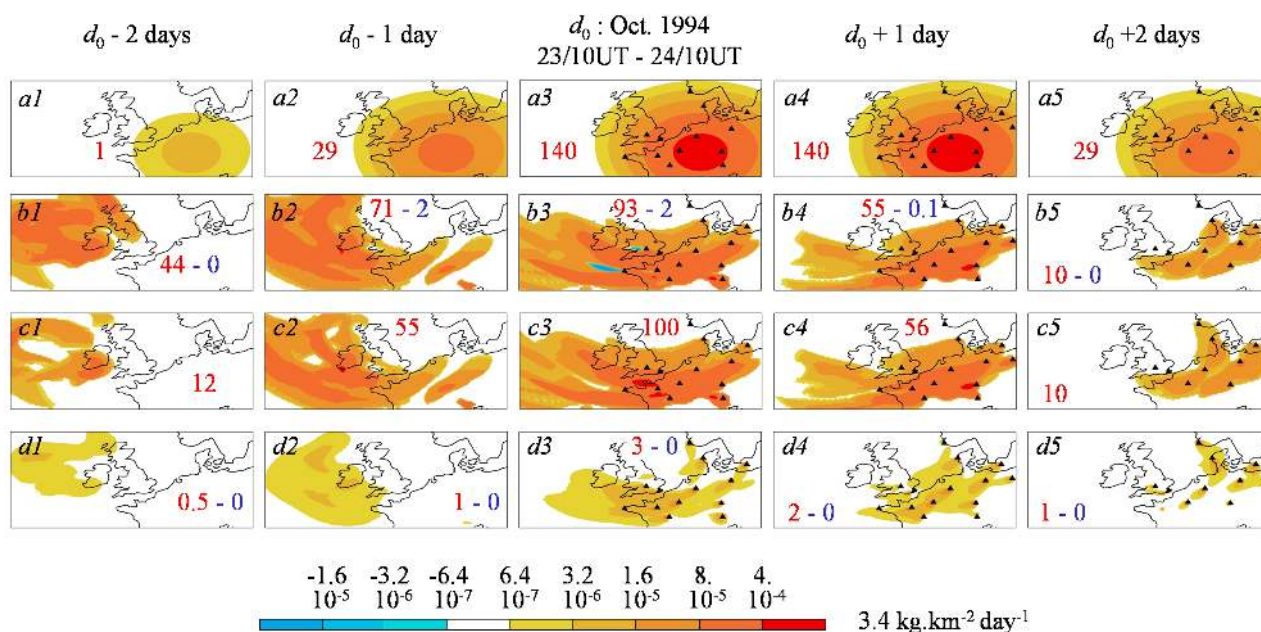 d₀ - 2 days d₀ - 1 day d₀ : Oct. 1994 d₀ + 1 day d₀ +2 days
23/10UT - 24/10UT
a1 a2 a3 a4 a5
1 29 140 140 29
b1 b2 71 - 2 b3 93 - 2 b4 55 - 0.1 b5
44 - 0 10 - 0
c1 c2 55 c3 100 c4 56 c5
12 10
d1 d2 d3 3 - 0 d4 d5
0.5 - 0 1 - 0 2 - 0 1 - 0
-1.6 -3.2 -6.4 6.4 3.2 1.6 8. 4.
10⁻⁵ 10⁻⁶ 10⁻⁷ 10⁻⁷ 10⁻⁶ 10⁻⁵ 10⁻⁵ 10⁻⁴
3.4 kg.km⁻² day⁻¹